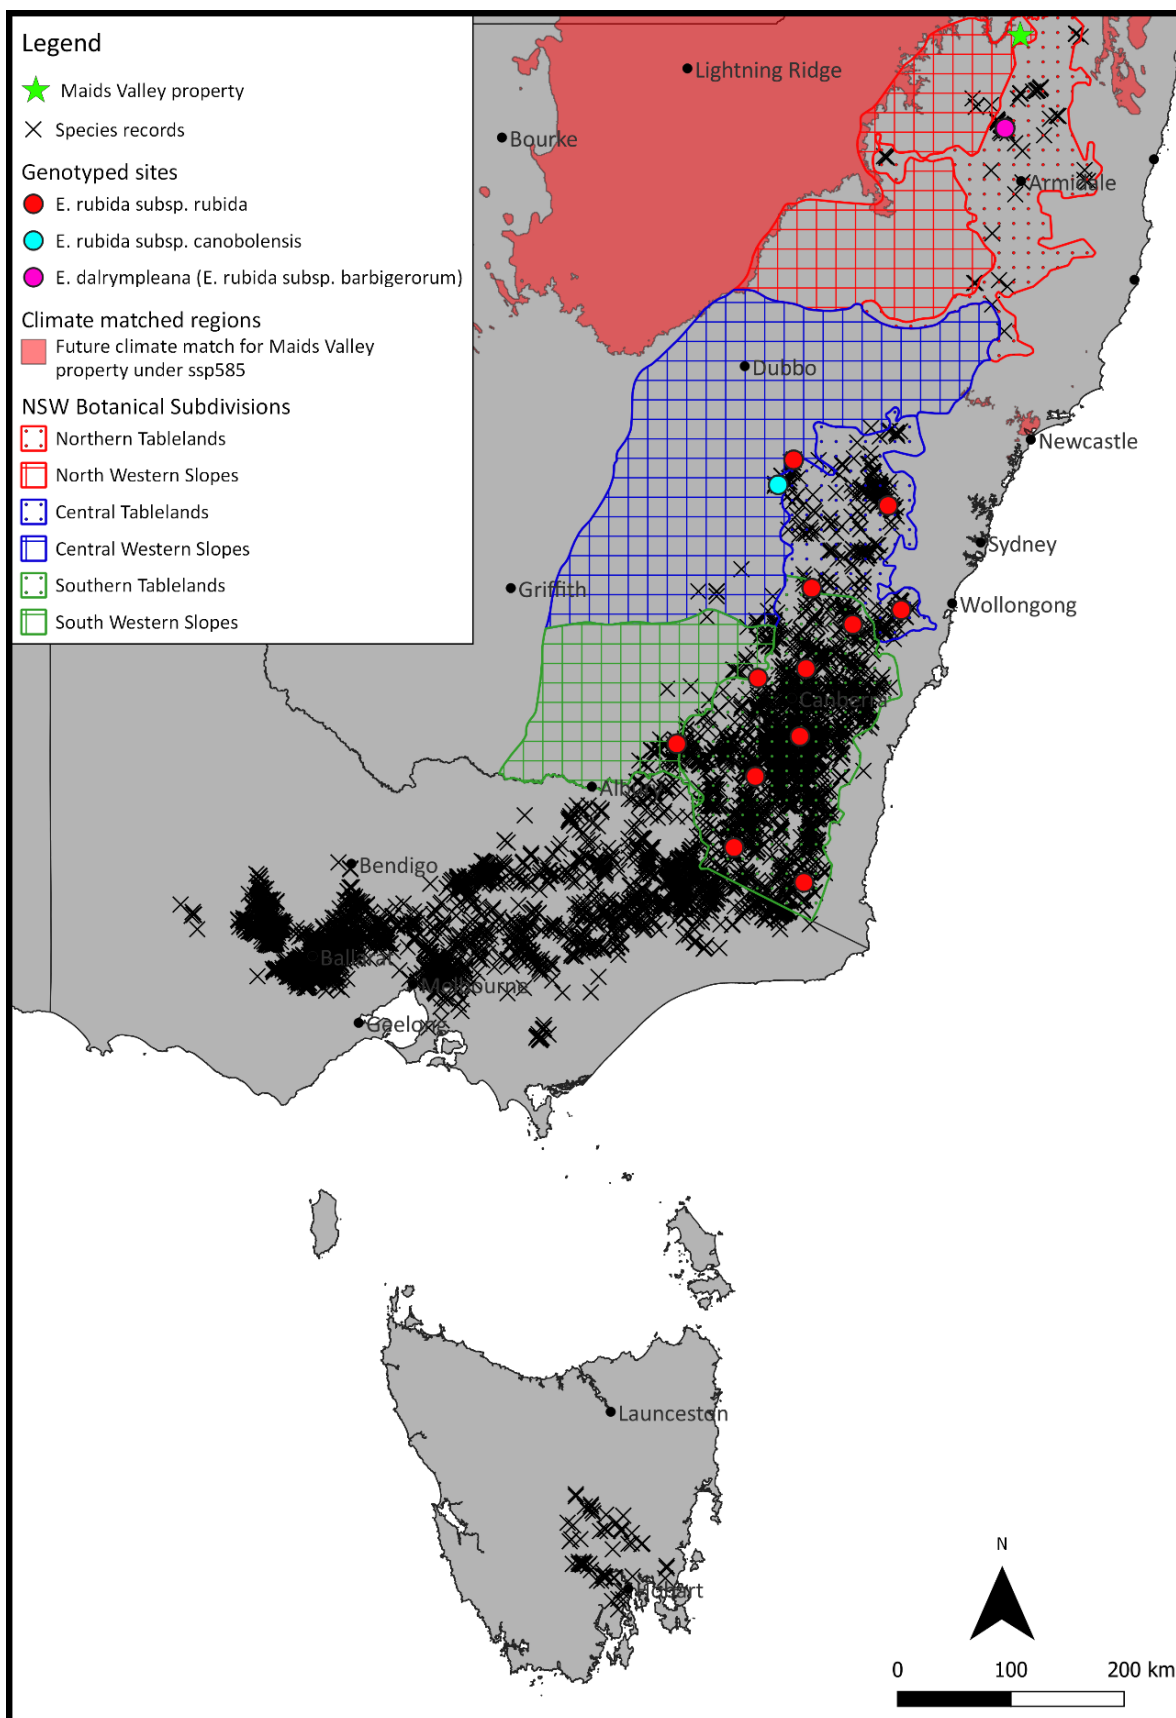 Legend
Maids Valley property
Species records
Genotyped sites
E. rubida subsp. rubida
E. rubida subsp. canobolensis
E. dalrympleana (E. rubida subsp. barbigerorum)
Climate matched regions
Future climate match for Maids Valley
property under ssp585
NSW Botanical Subdivisions
Northern Tablelands
North Western Slopes
Central Tablelands
Central Western Slopes
Southern Tablelands
South Western Slopes
Lightning Ridge
Bourke
Armidale
Dubbo
Newcastle
Sydney
Griffith
Wollongong
Canberra
Albury
Bendigo
Ballarat
Melbourne
Geelong
Launceston
Hobart
N
0 100 200 km